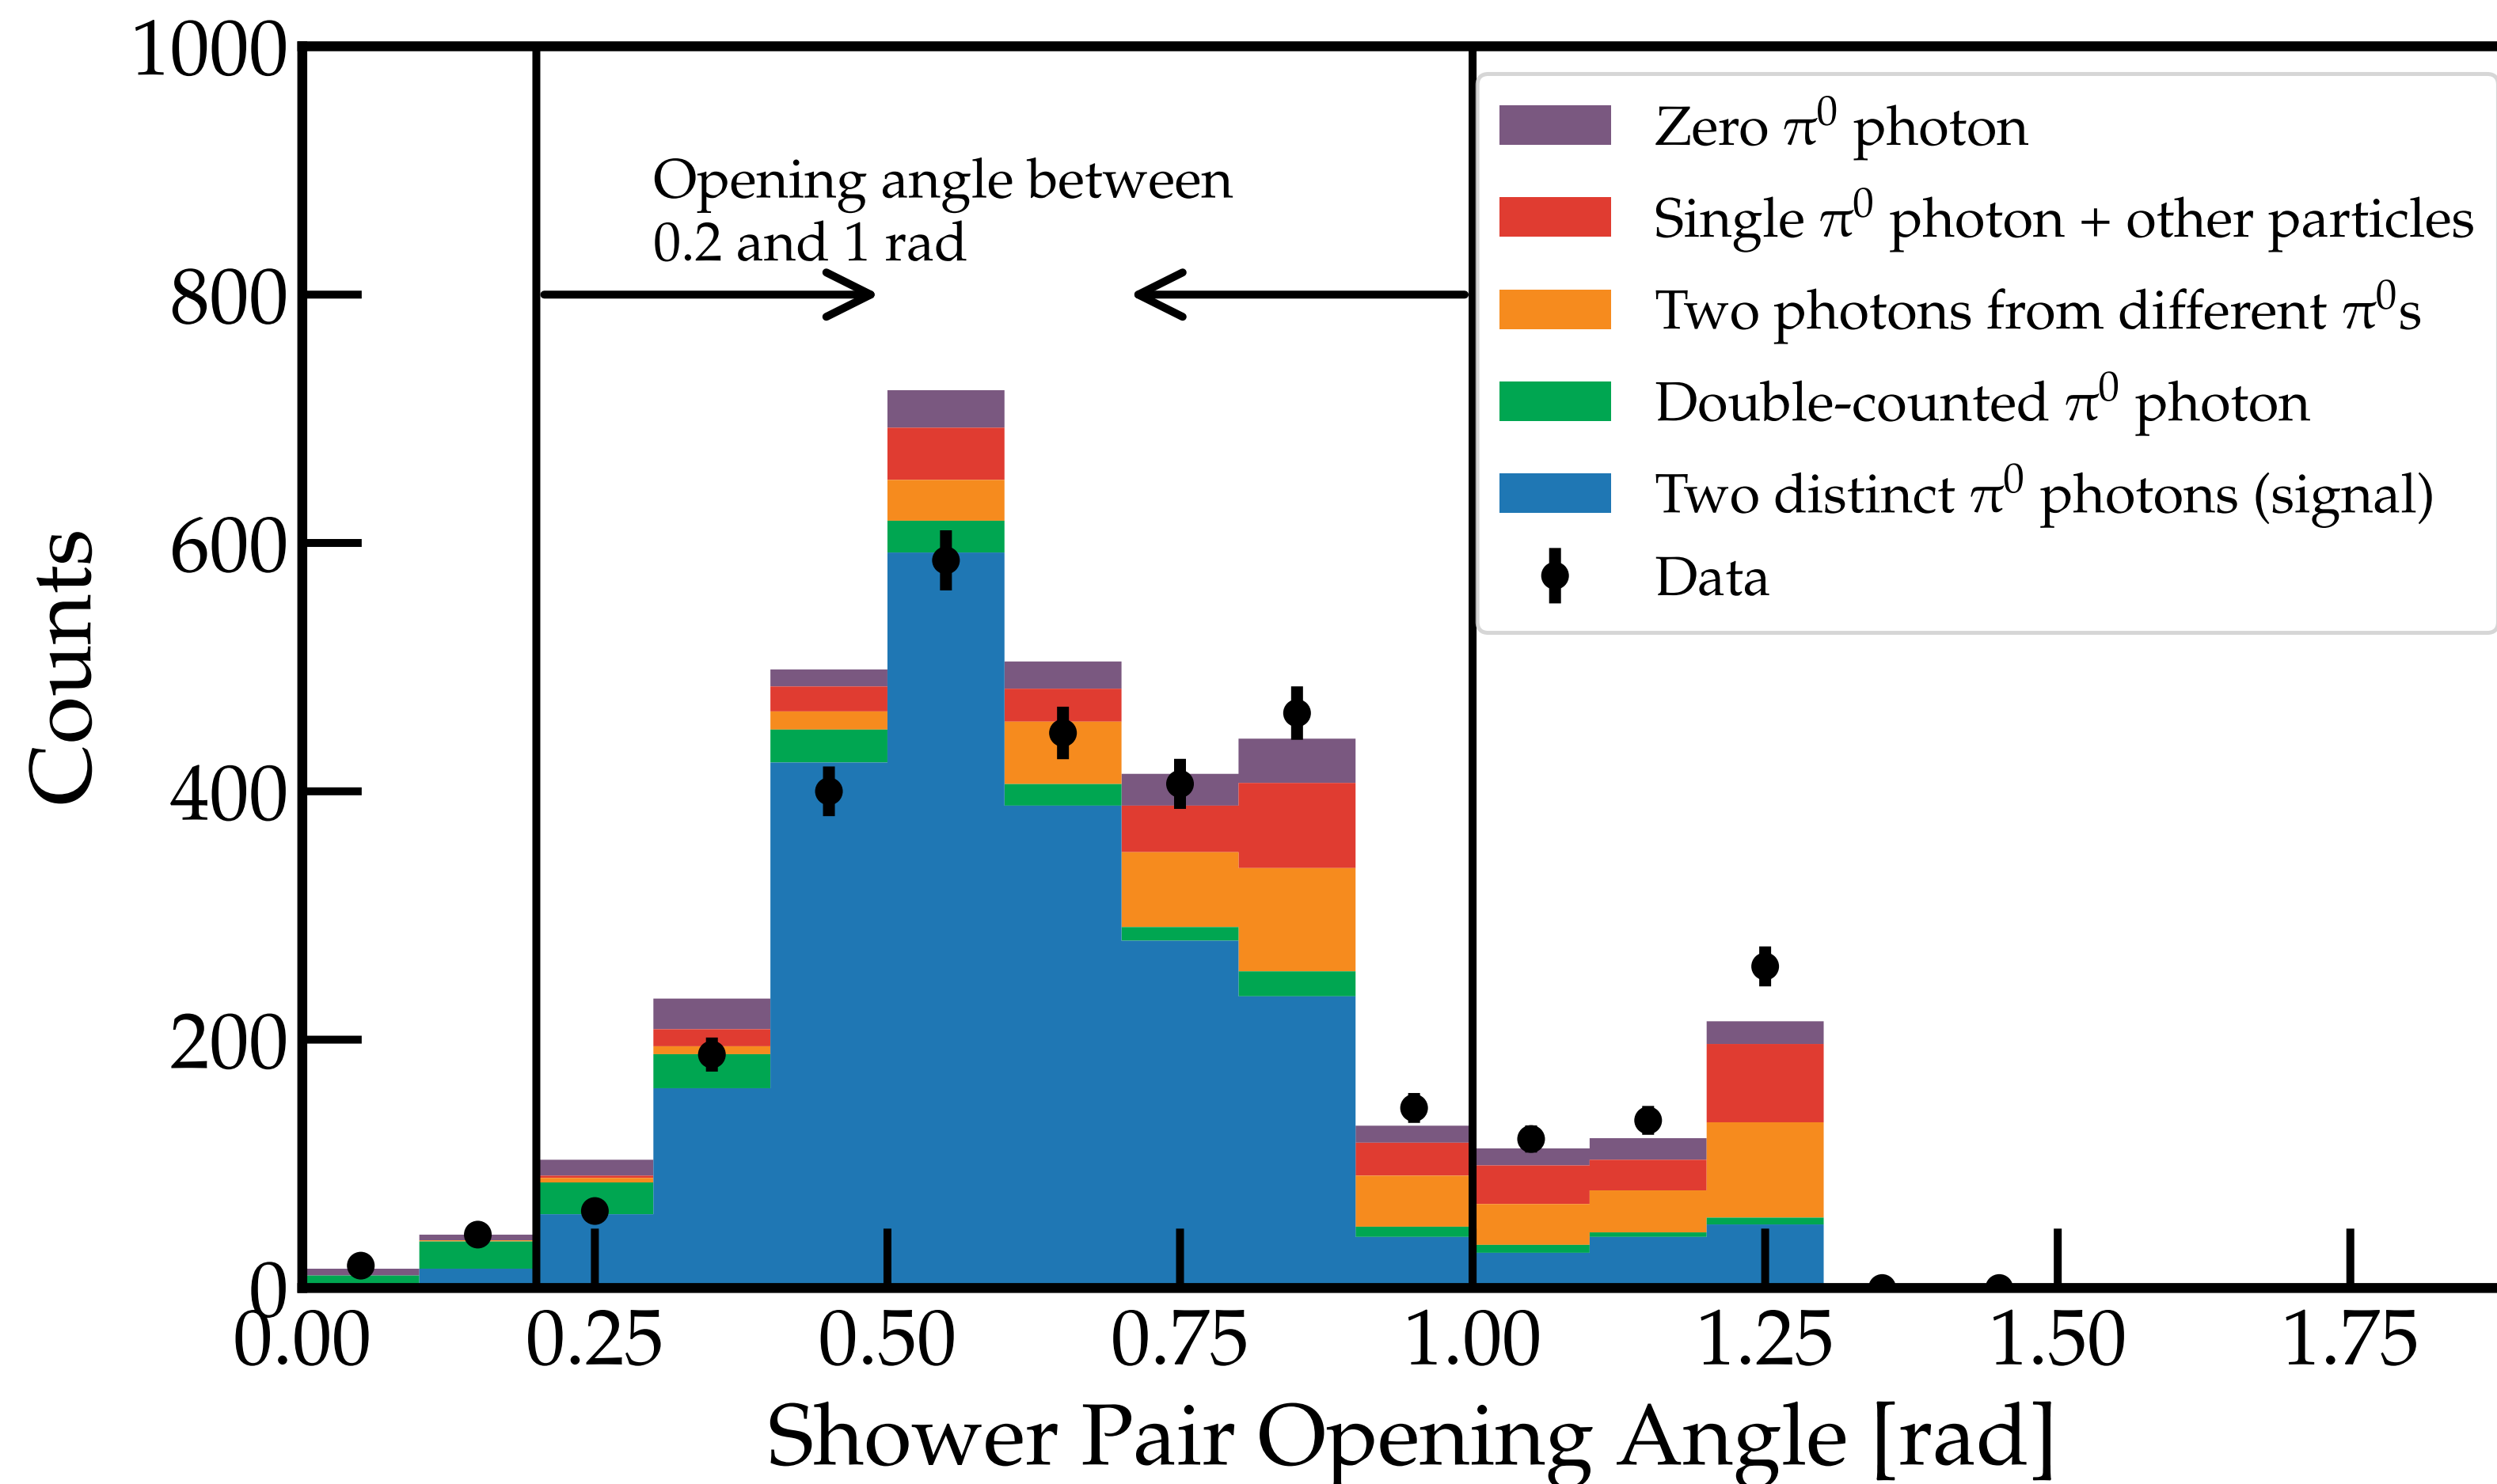 1000
800
600
400
200
0
Counts
Opening angle between
0.2 and 1 rad
Zero π⁰ photon
Single π⁰ photon + other particles
Two photons from different π⁰s
Double-counted π⁰ photon
Two distinct π⁰ photons (signal)
Data
0.00 0.25 0.50 0.75 1.00 1.25 1.50 1.75
Shower Pair Opening Angle [rad]